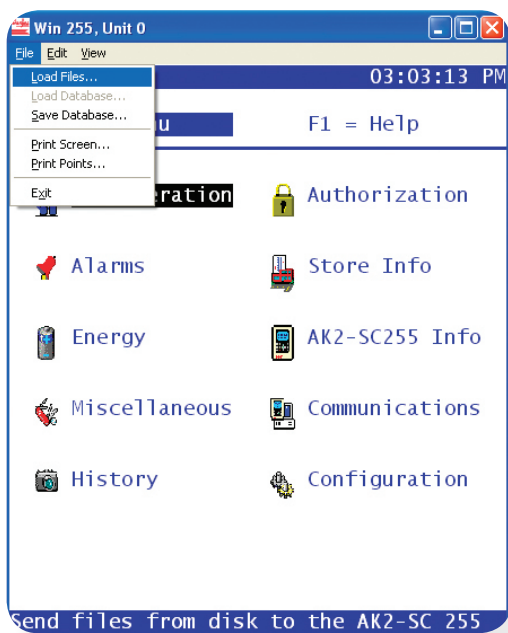 Win 255, Unit 0
File Edit View
03:03:13 PM
Load Files...
Load Database...
Save Database...
Print Screen...
Print Points...
Exit
u
F1 = Help
ration
Authorization
Alarms
Store Info
Energy
AK2-SC255 Info
Miscellaneous
Communications
History
Configuration
Send files from disk to the AK2-SC 255